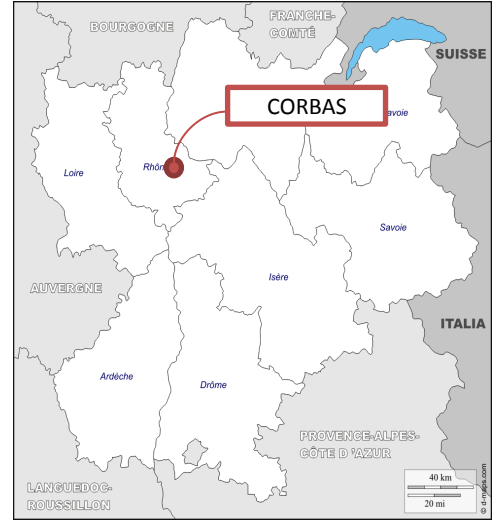 BOURGOGNE
FRANCHE-
COMTÉ
SUISSE
CORBAS
avoie
Loire
Rhôn
Savoie
Isère
AUVERGNE
ITALIA
Ardèche
Drôme
PROVENCE-ALPES-
CÔTE D 'AZUR
LANGUEDOC-
ROUSSILLON
40 km
20 mi
© d-maps.com